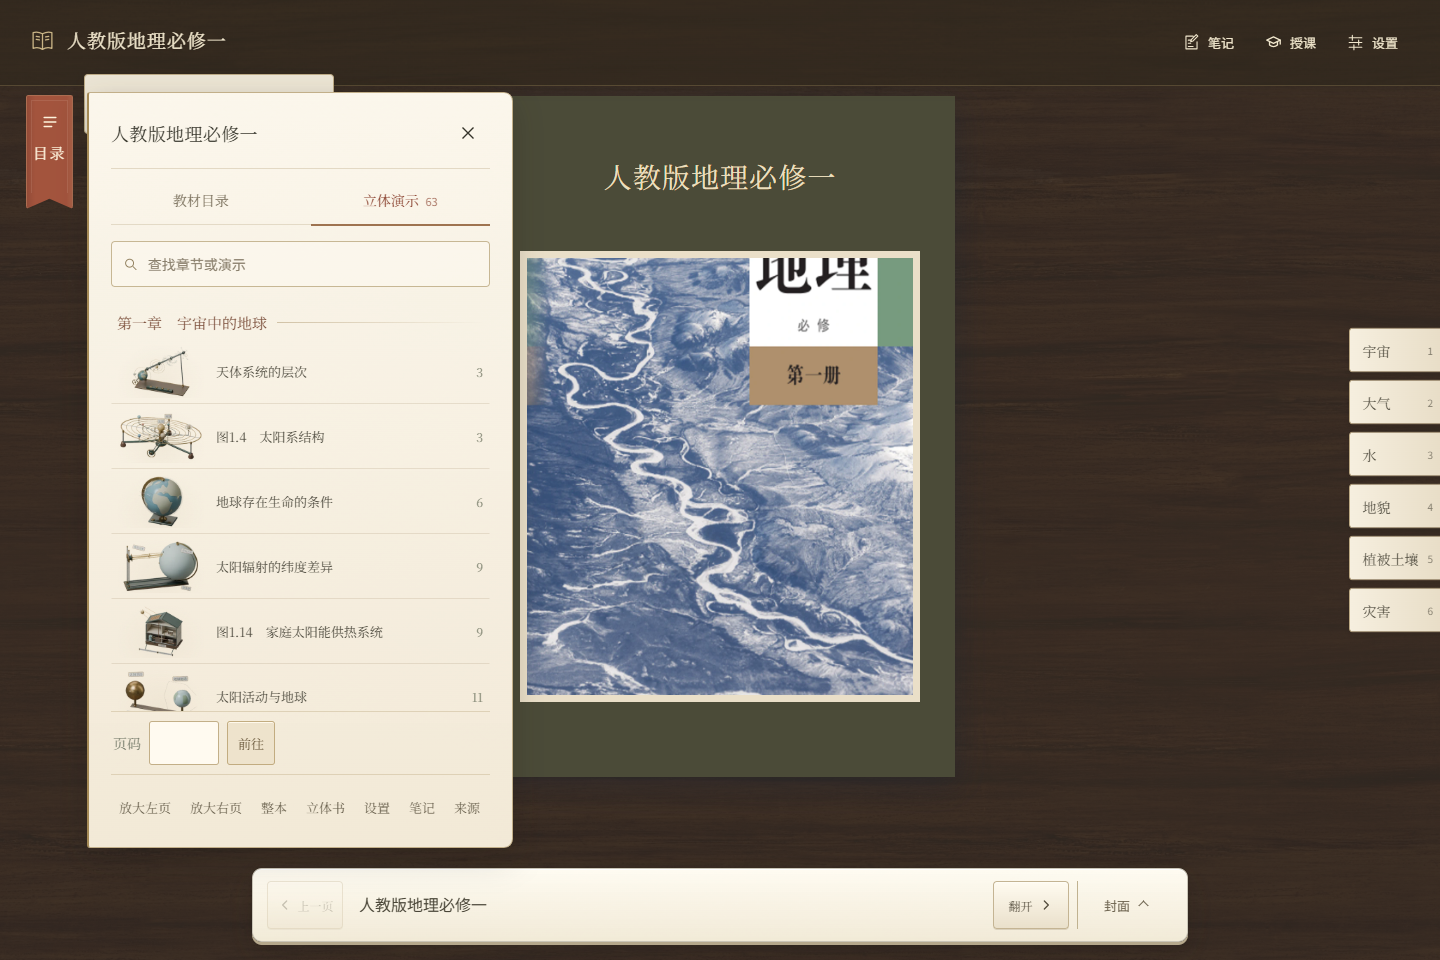 人教版地理必修一
笔记
授课
设置
目录
人教版地理必修一
教材目录
立体演示 63
查找章节或演示
第一章 宇宙中的地球
天体系统的层次 3
图1.4 太阳系结构 3
地球存在生命的条件 6
太阳辐射的纬度差异 9
图1.14 家庭太阳能供热系统 9
太阳活动与地球 11
页码
前往
放大左页 放大右页 整本 立体书 设置 笔记 来源
人教版地理必修一
地理
必修
第一册
宇宙 1
大气 2
水 3
地貌 4
植被土壤 5
灾害 6
上一页
人教版地理必修一
翻开
封面